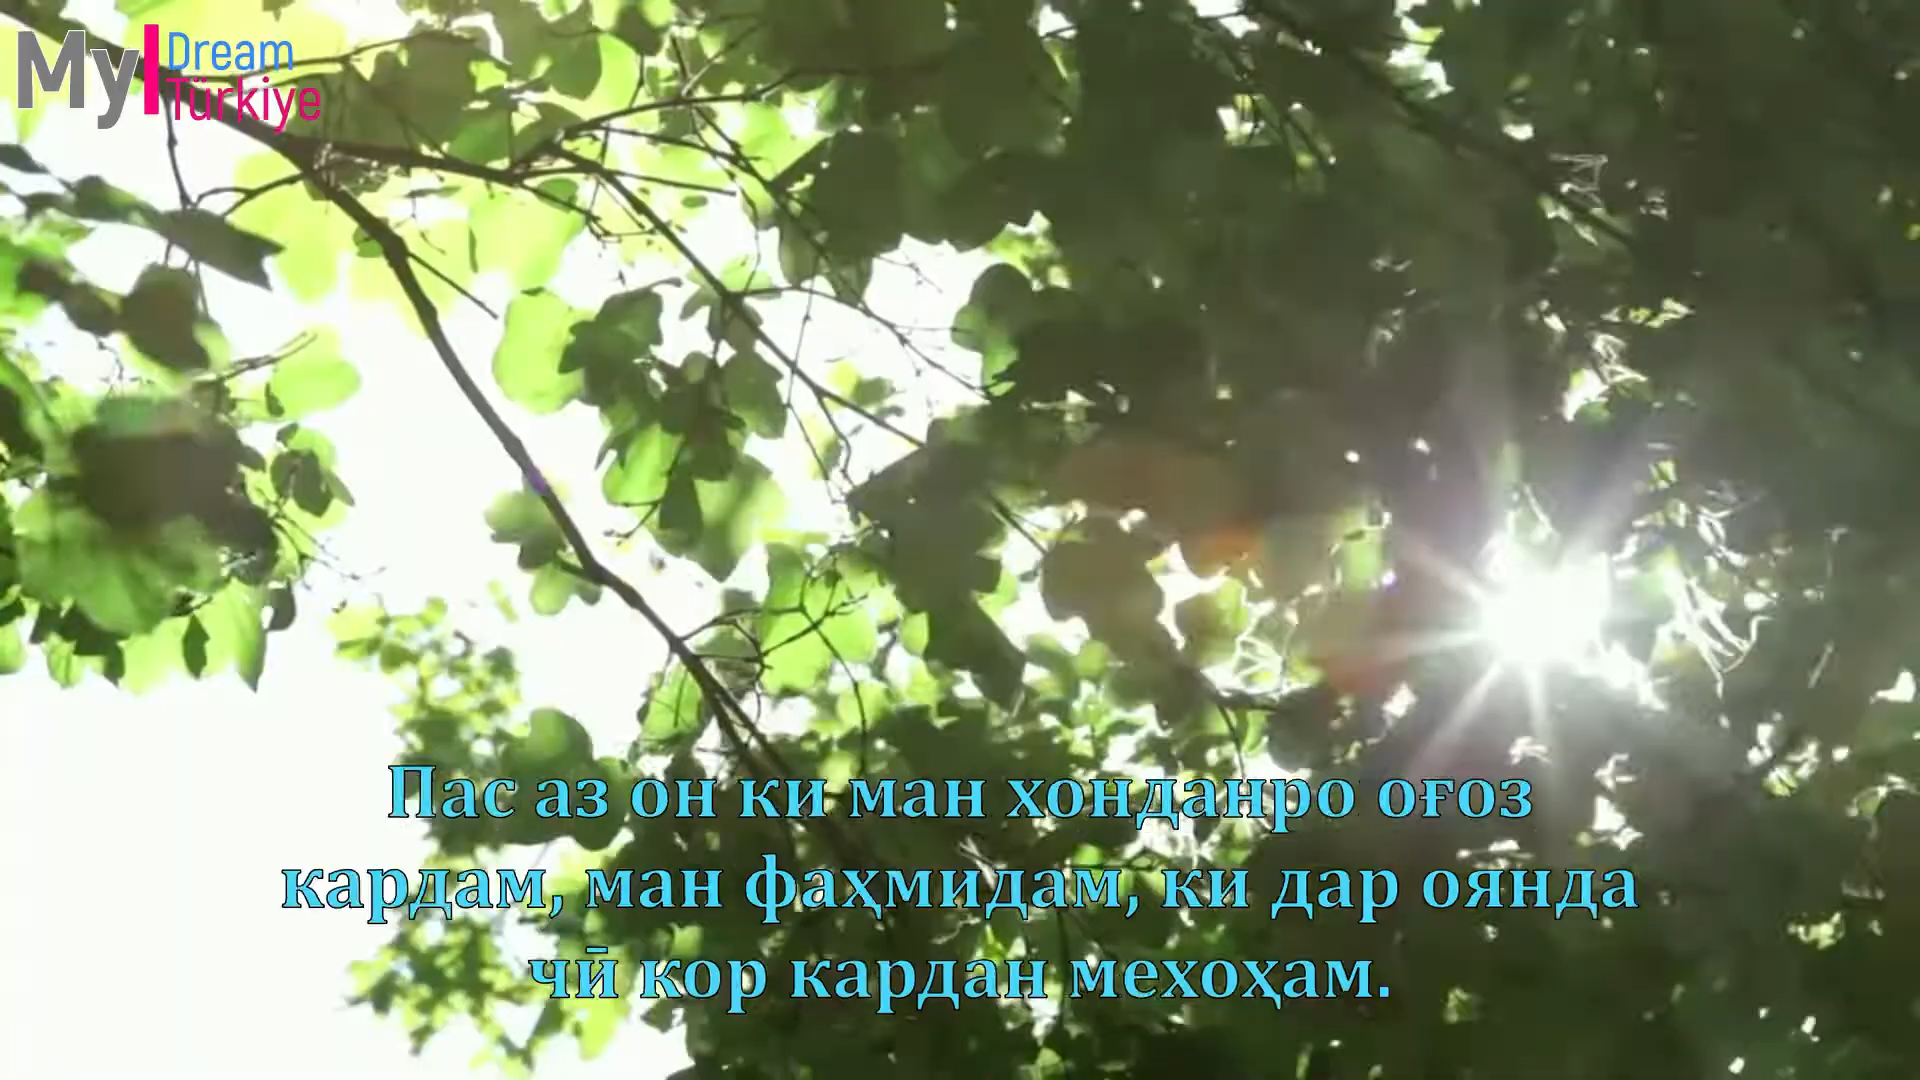 My Dream
Türkiye
Пас аз он ки ман хонданро оғоз
кардам, ман фаҳмидам, ки дар оянда
чӣ кор кардан мехоҳам.